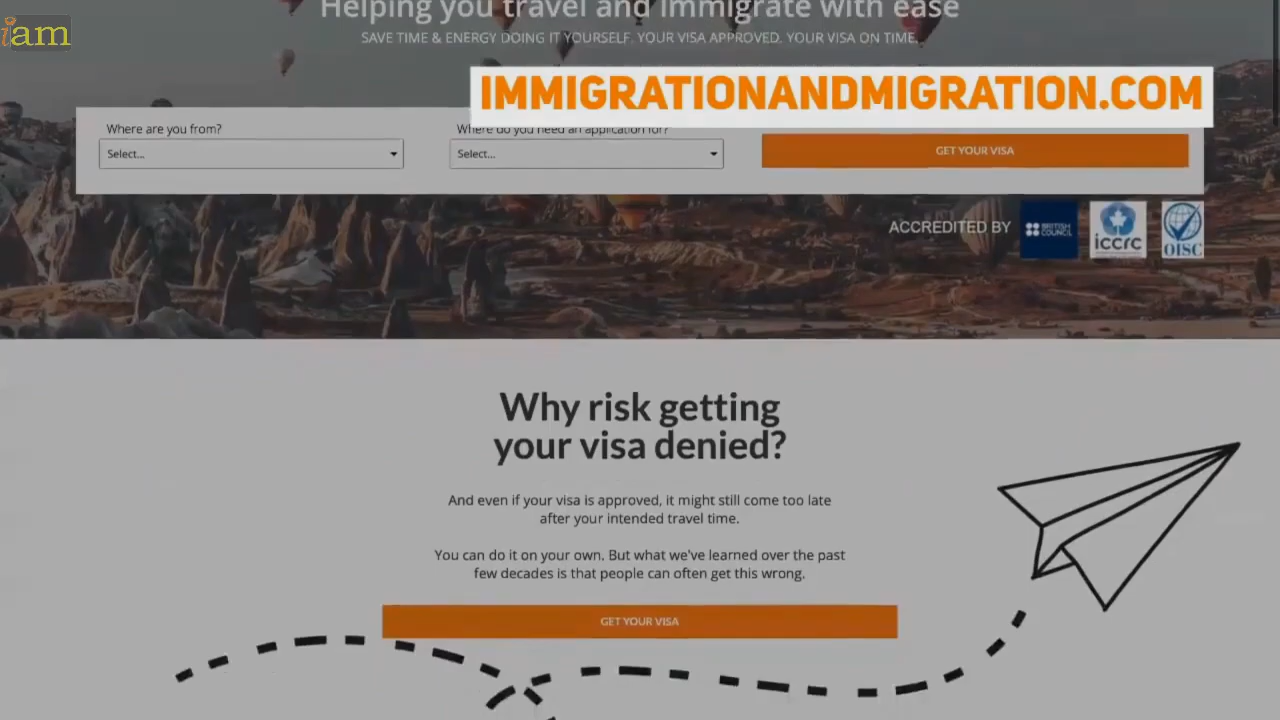 Helping you travel and immigrate with ease
iam
SAVE TIME & ENERGY DOING IT YOURSELF. YOUR VISA APPROVED. YOUR VISA ON TIME.
IMMIGRATIONANDMIGRATION.COM
Where are you from?
Where do you need an application for?
Select...
Select...
GET YOUR VISA
ACCREDITED BY
BRITISH
COUNCIL
iccrc
OISC
Why risk getting
your visa denied?
And even if your visa is approved, it might still come too late
after your intended travel time.
You can do it on your own. But what we've learned over the past
few decades is that people can often get this wrong.
GET YOUR VISA